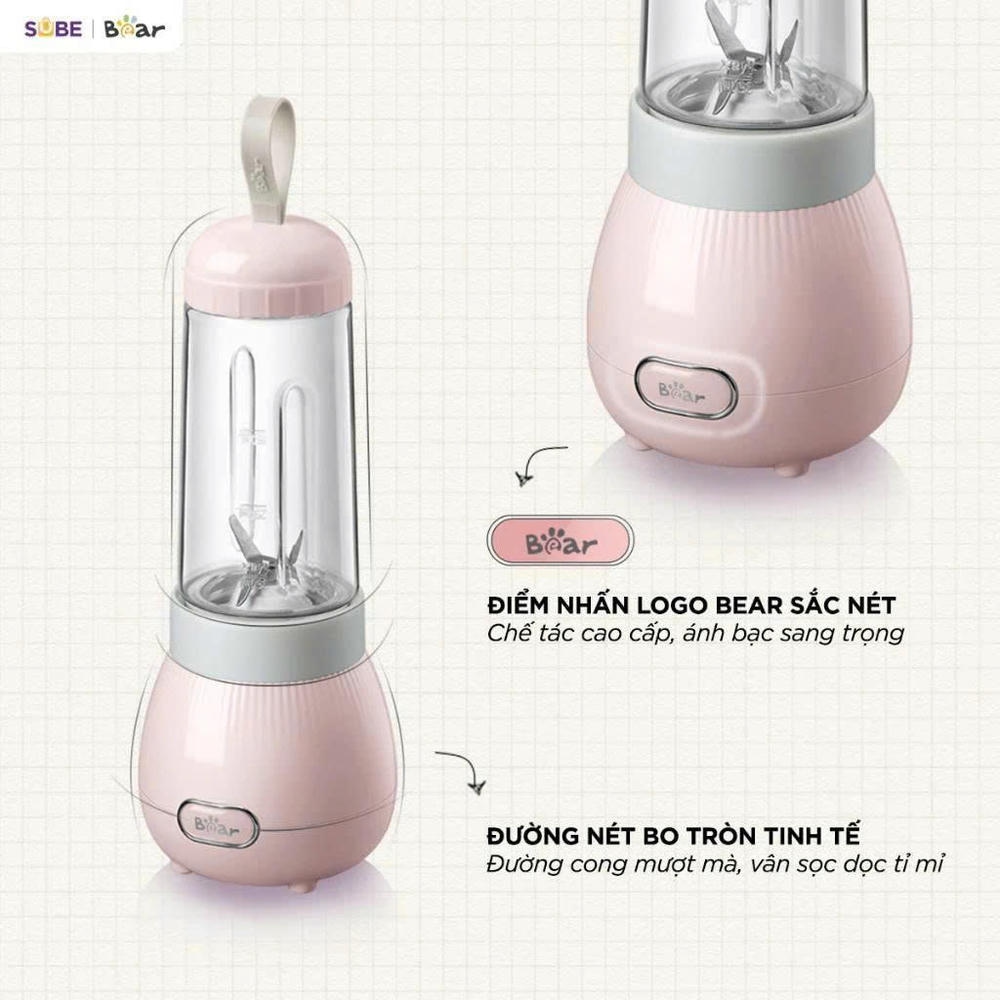 SUBE | Bear
Bear
Bear
Bear
ĐIỂM NHẤN LOGO BEAR SẮC NÉT
Chế tác cao cấp, ánh bạc sang trọng
ĐƯỜNG NÉT BO TRÒN TINH TẾ
Đường cong mượt mà, vân sọc dọc tỉ mỉ
Bear